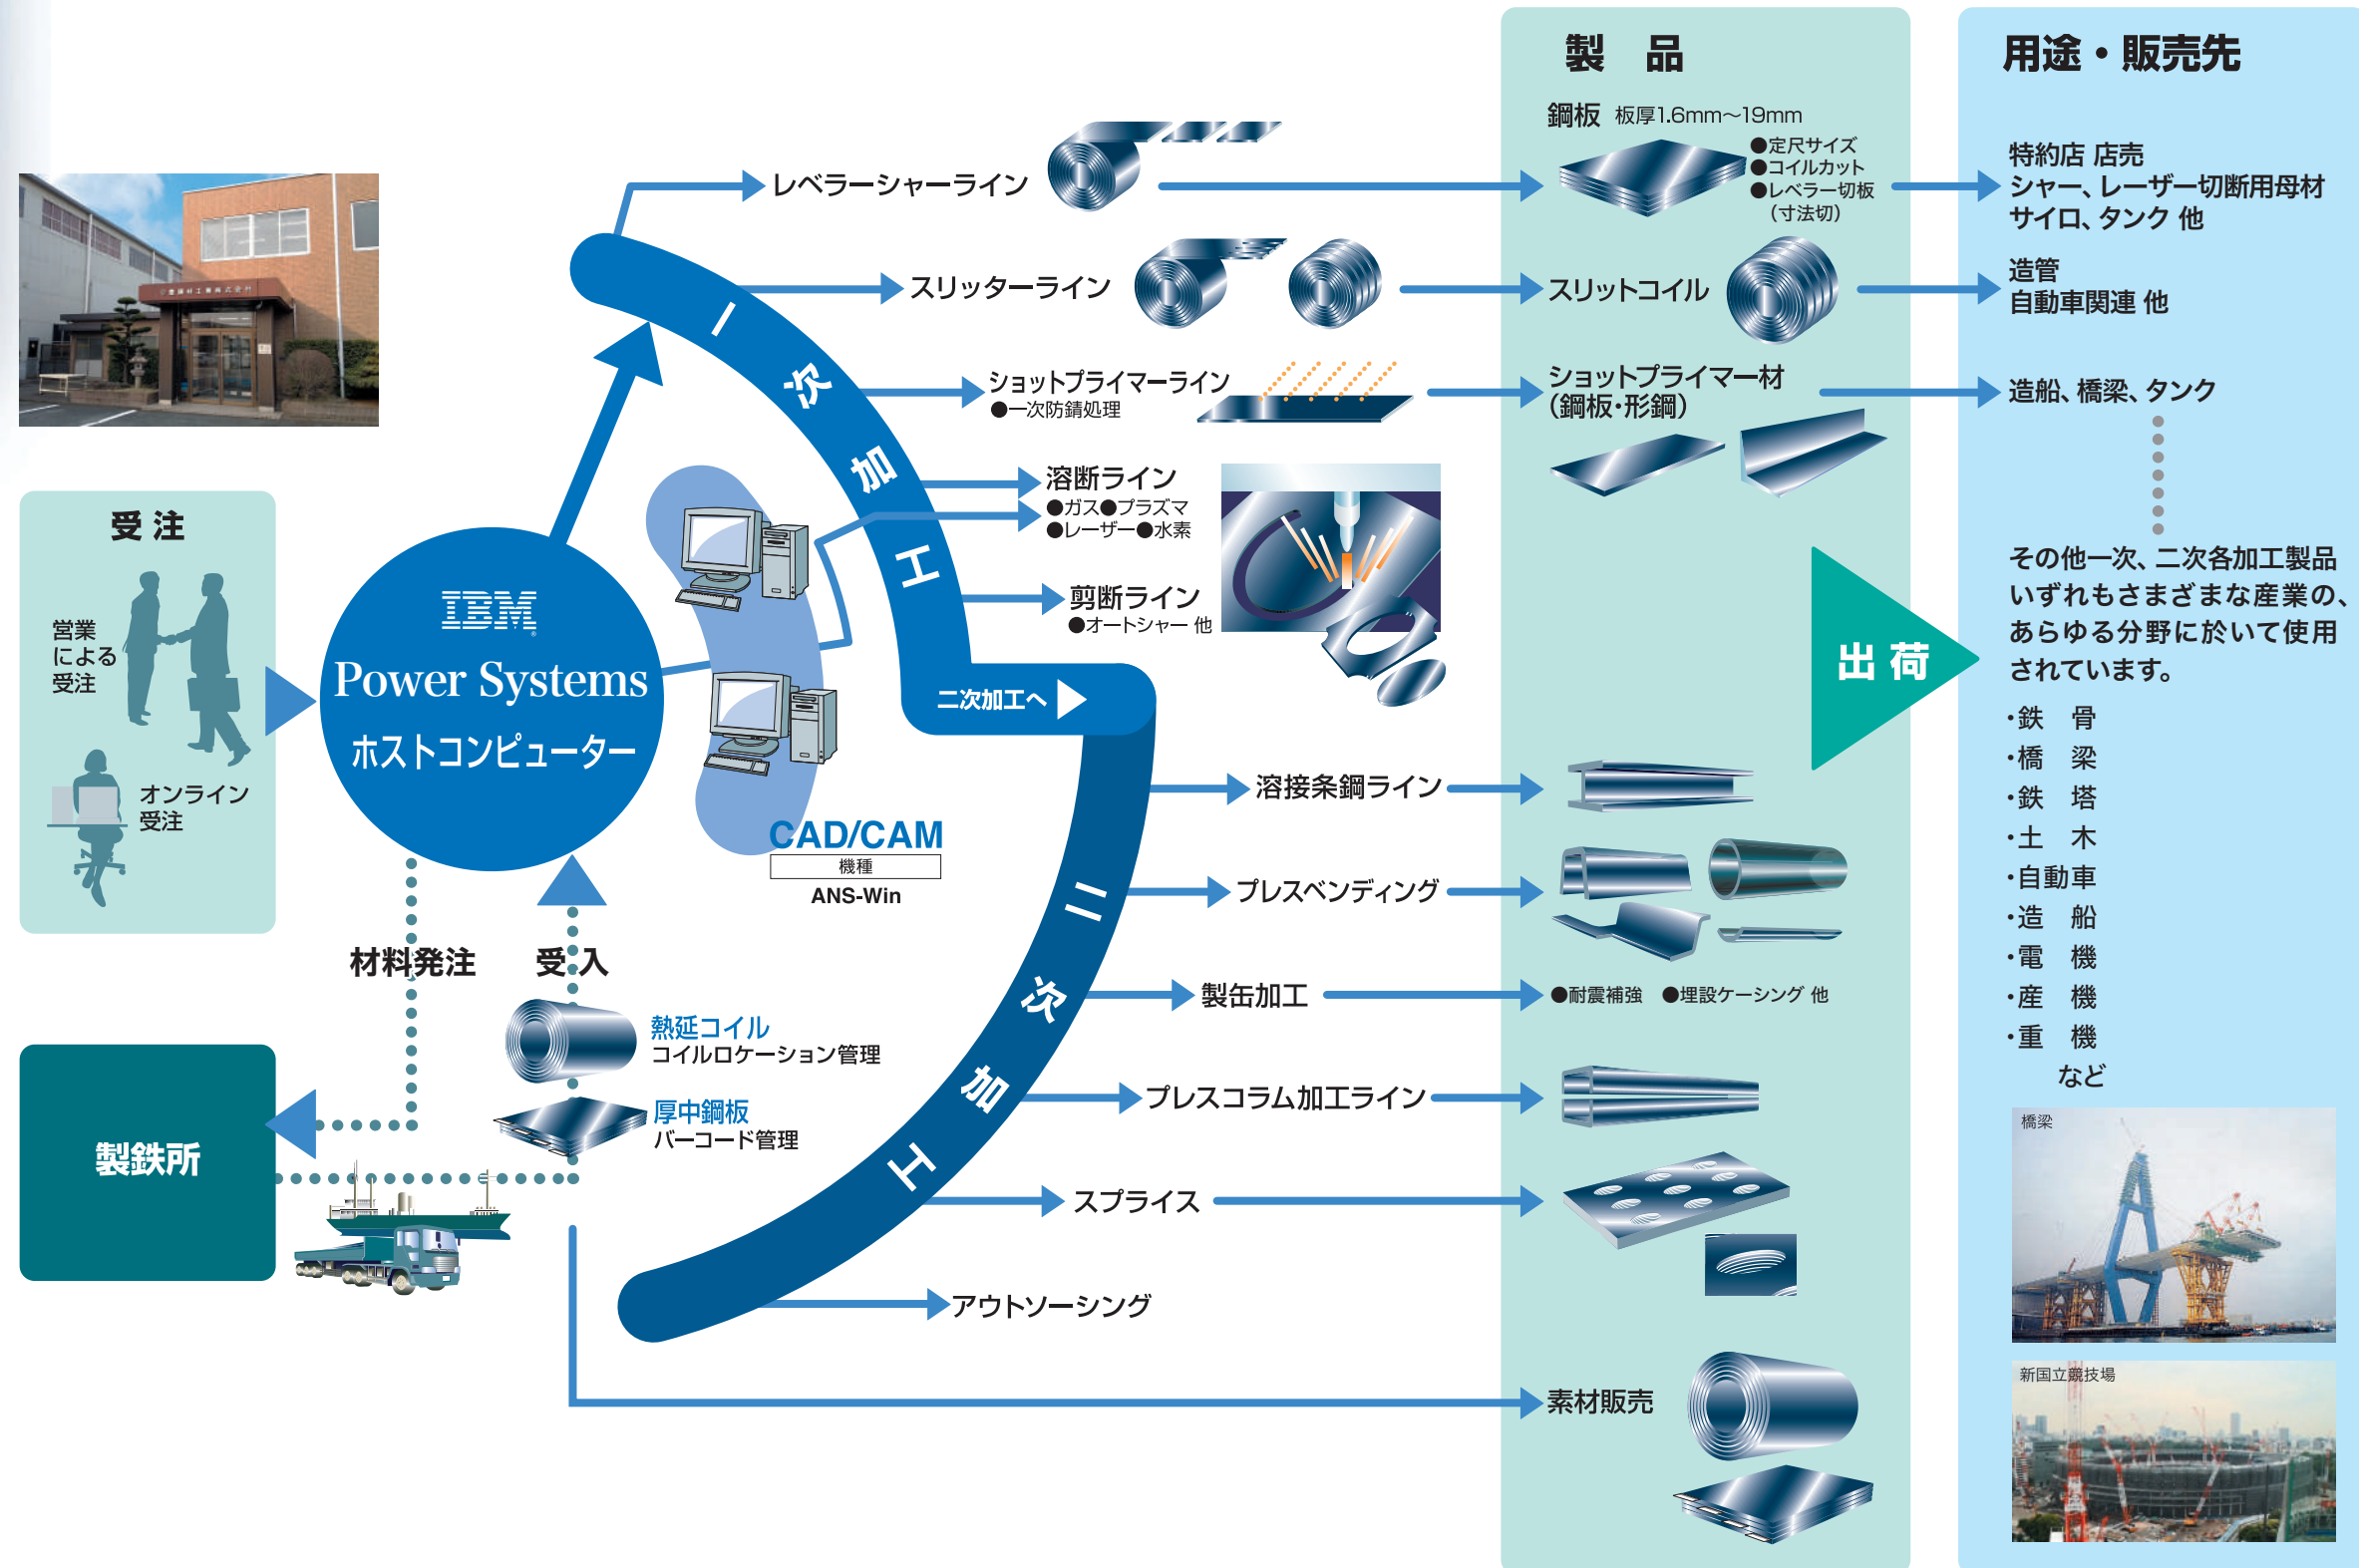 製 品
用途・販売先
鋼板 板厚1.6mm〜19mm
●定尺サイズ
●コイルカット
●レベラー切板
(寸法切)
特約店 店売
シャー、レーザー切断用母材
サイロ、タンク 他
レベラーシャーライン
スリッターライン
スリットコイル
造管
自動車関連 他
ショットプライマーライン
●一次防錆処理
ショットプライマー材
(鋼板・形鋼)
造船、橋梁、タンク
溶断ライン
●ガス●プラズマ
●レーザー●水素
剪断ライン
●オートシャー 他
一次加工
二次加工へ
受 注
営業
による
受注
オンライン
受注
IBM
Power Systems
ホストコンピューター
CAD/CAM
機種
ANS-Win
出 荷
その他一次、二次各加工製品
いずれもさまざまな産業の、
あらゆる分野に於いて使用
されています。
・鉄 骨
・橋 梁
・鉄 塔
・土 木
・自動車
・造 船
・電 機
・産 機
・重 機
など
二次加工
溶接条鋼ライン
プレスベンディング
製缶加工
●耐震補強 ●埋設ケーシング 他
プレスコラム加工ライン
スプライス
アウトソーシング
素材販売
材料発注
受 入
熱延コイル
コイルロケーション管理
厚中鋼板
バーコード管理
製鉄所
橋梁
新国立競技場